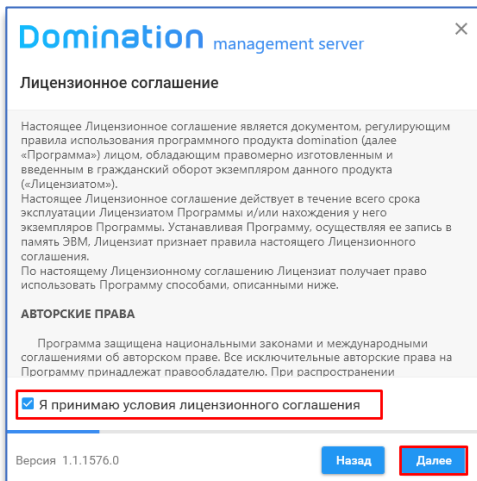 Domination management server
Лицензионное соглашение
Настоящее Лицензионное соглашение является документом, регулирующим
правила использования программного продукта domination (далее
«Программа») лицом, обладающим правомерно изготовленным и
введенным в гражданский оборот экземпляром данного продукта
(«Лицензиатом»).
Настоящее Лицензионное соглашение действует в течение всего срока
эксплуатации Лицензиатом Программы и/или нахождения у него
экземпляров Программы. Устанавливая Программу, осуществляя ее запись в
память ЭВМ, Лицензиат признает правила настоящего Лицензионного
соглашения.
По настоящему Лицензионному соглашению Лицензиат получает право
использовать Программу способами, описанными ниже.
АВТОРСКИЕ ПРАВА
Программа защищена национальными законами и международными
соглашениями об авторском праве. Все исключительные авторские права на
Программу принадлежат правообладателю. При распространении
Я принимаю условия лицензионного соглашения
Версия 1.1.1576.0
Назад
Далее